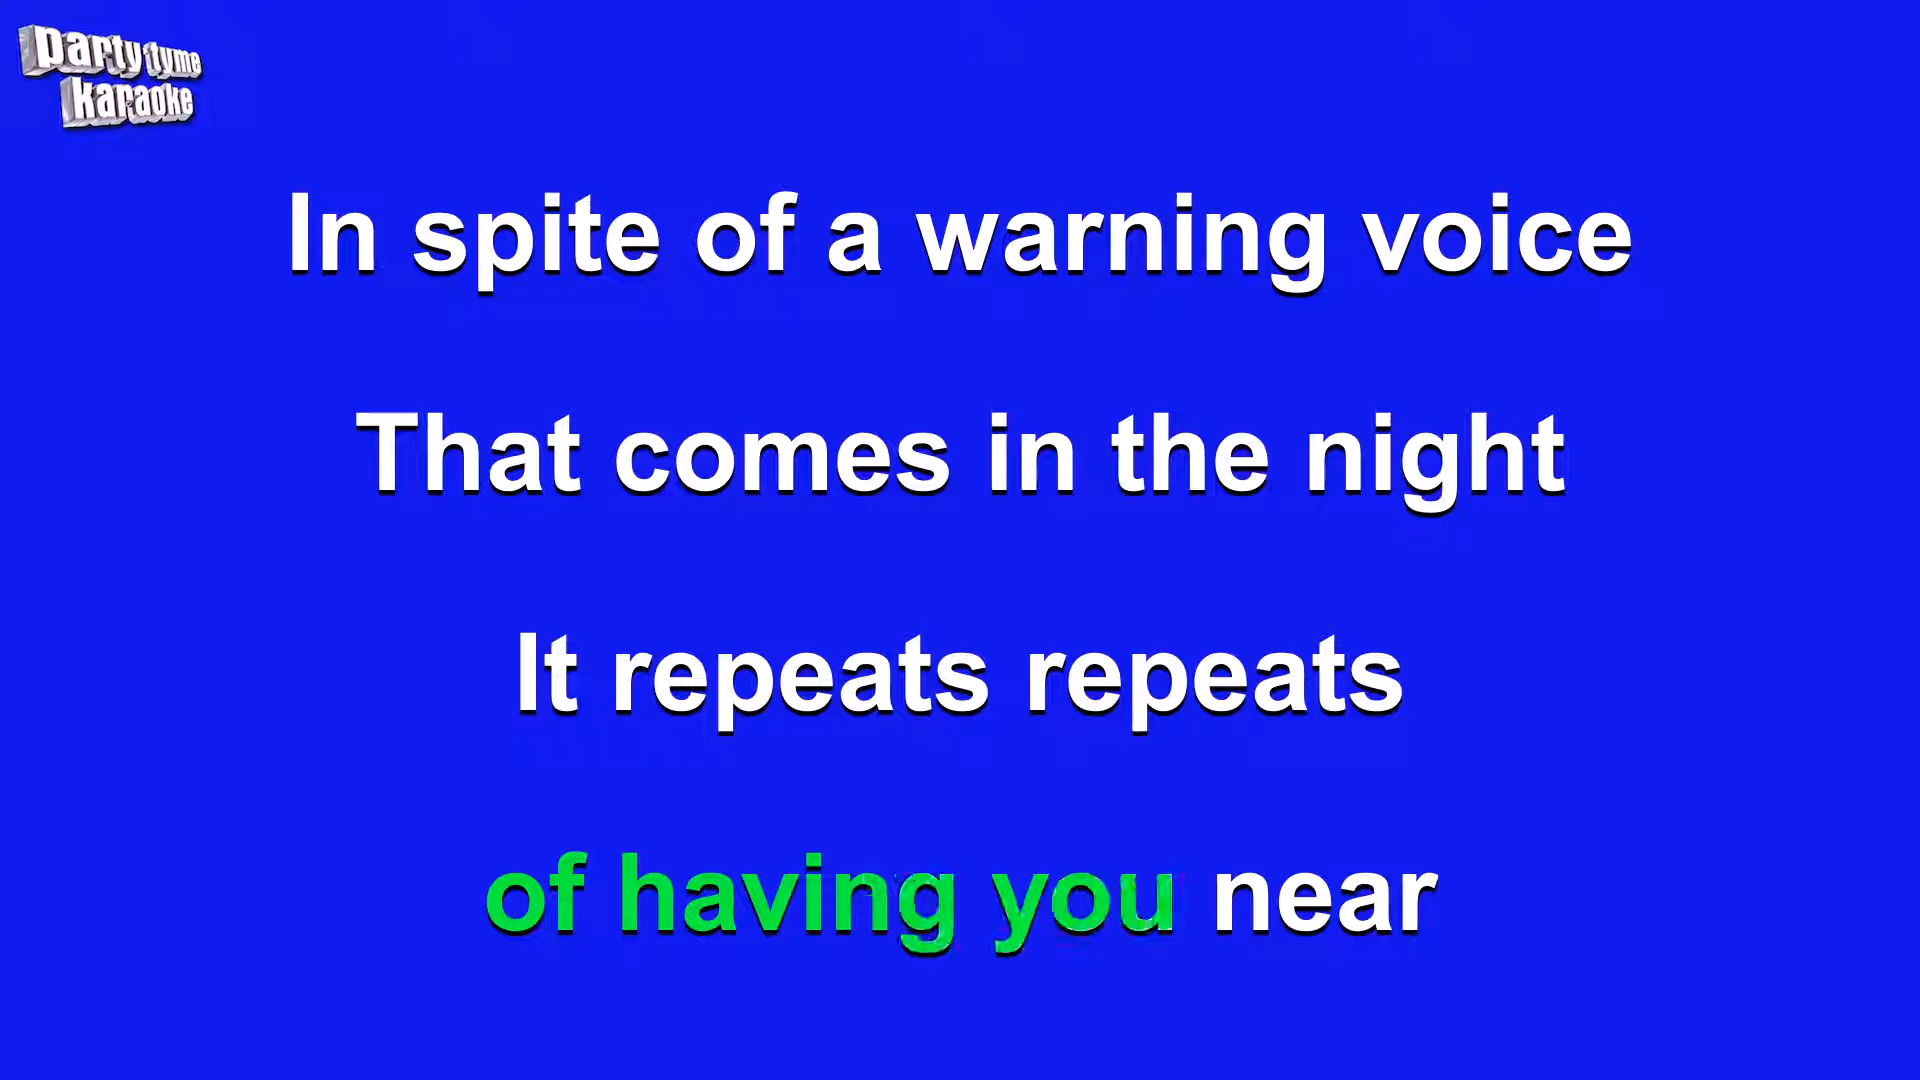 party tyme
karaoke
In spite of a warning voice
That comes in the night
It repeats repeats
of having you near